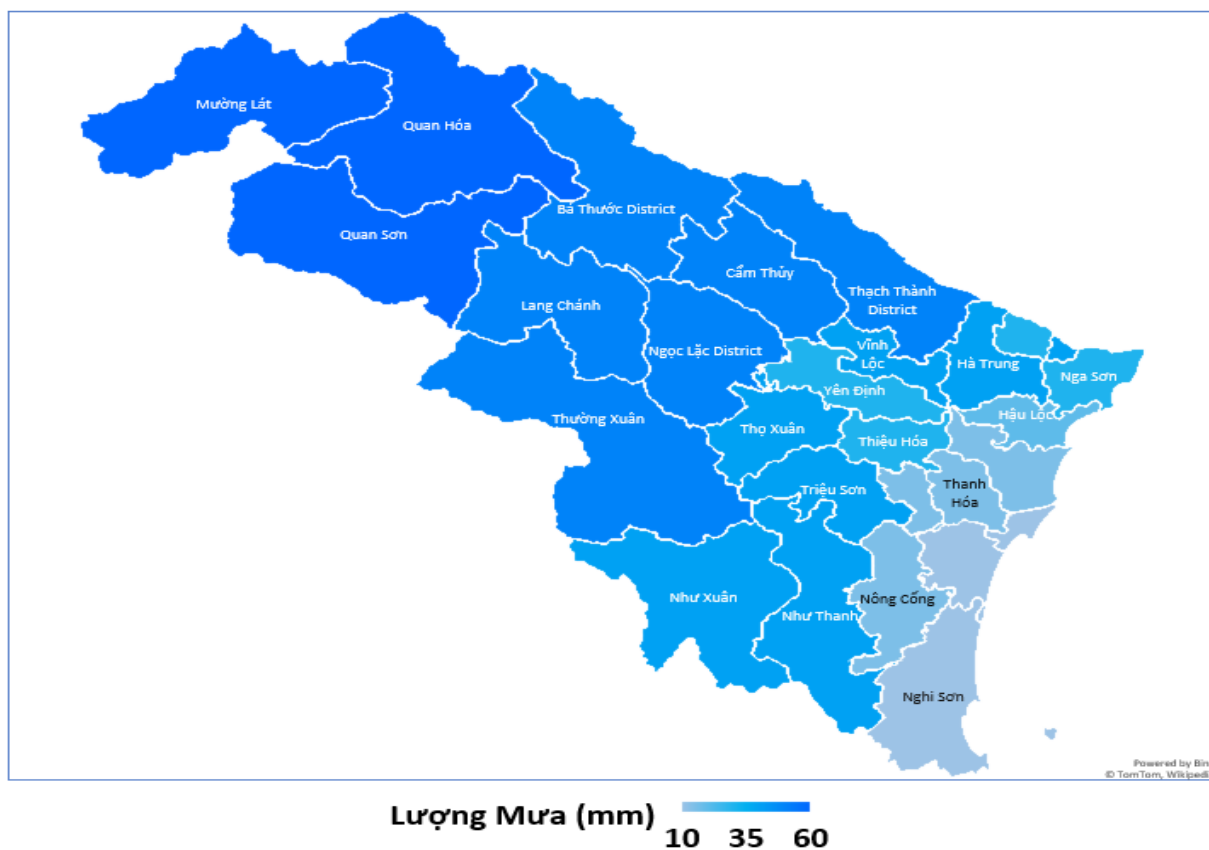 Mường Lát
Quan Hóa
Bá Thước District
Quan Sơn
Cẩm Thủy
Thạch Thành
District
Lang Chánh
Ngọc Lặc District
Vĩnh
Lộc
Hà Trung
Nga Sơn
Yên Định
Hậu Lộc
Thường Xuân
Thọ Xuân
Thiệu Hóa
Triệu Sơn
Thanh
Hóa
Như Xuân
Như Thanh
Nông Cống
Nghi Sơn
Powered by Bin
© TomTom, Wikipedi
Lượng Mưa (mm)
10 35 60